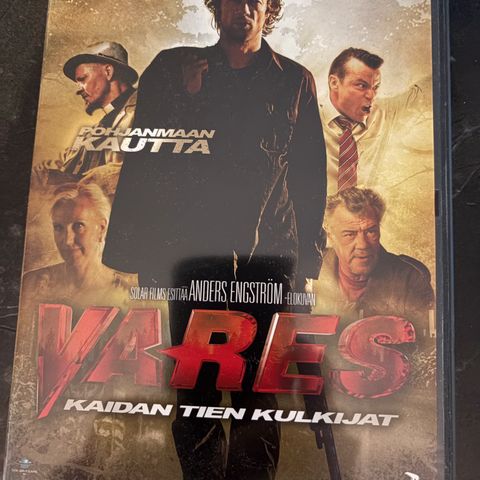 POHJANMAAN
KAUTTA
SOLAR FILMS ESITTÄÄ ANDERS ENGSTRÖM -ELOKUVAN
VARES
KAIDAN TIEN KULKIJAT